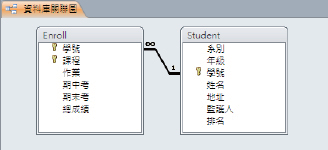 資料庫關聯圖
Enroll
學號
課程
作業
期中考
期末考
總成績
∞
1
Student
系別
年級
學號
姓名
地址
監護人
排名